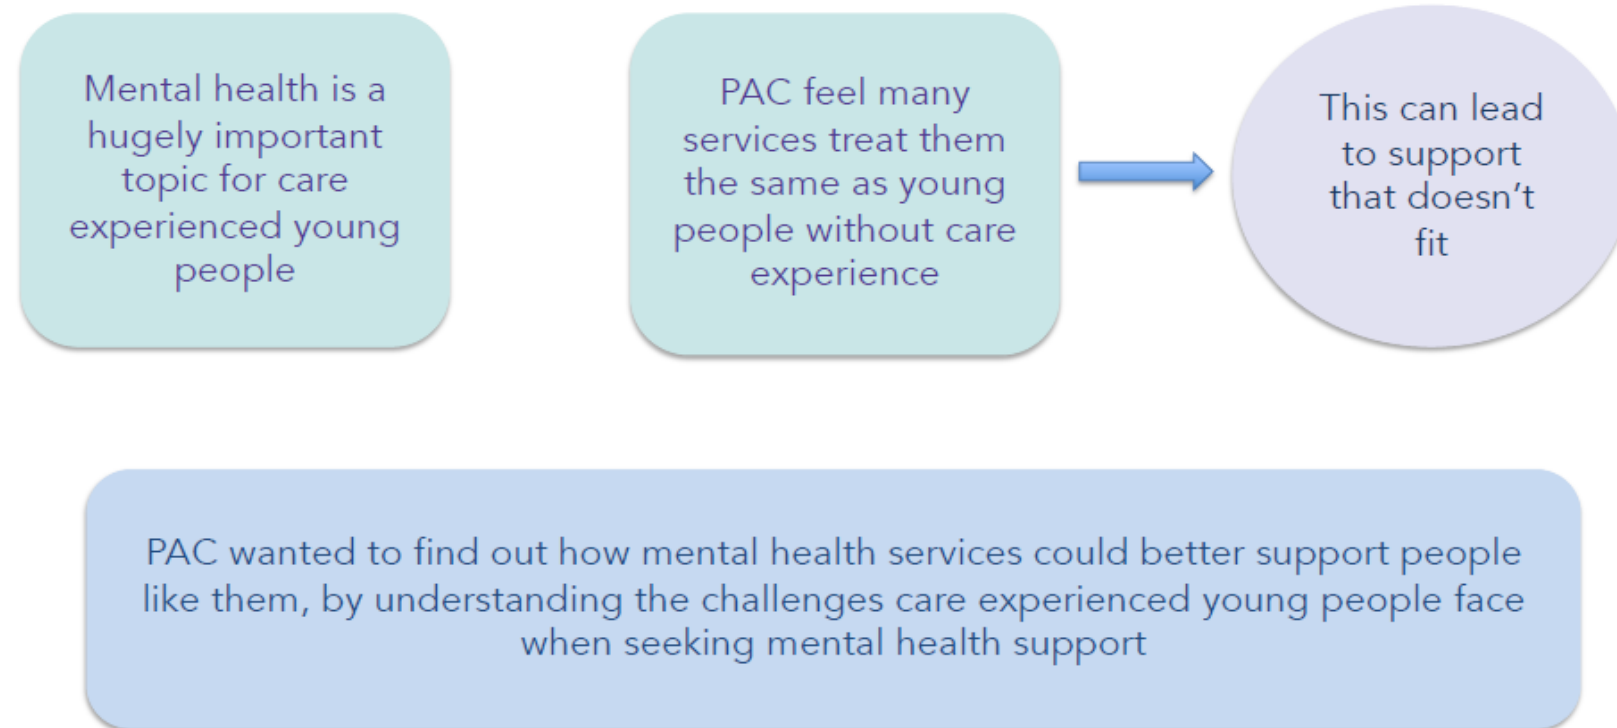 Mental health is a
hugely important
topic for care
experienced young
people
PAC feel many
services treat them
the same as young
people without care
experience
This can lead
to support
that doesn’t
fit
PAC wanted to find out how mental health services could better support people
like them, by understanding the challenges care experienced young people face
when seeking mental health support